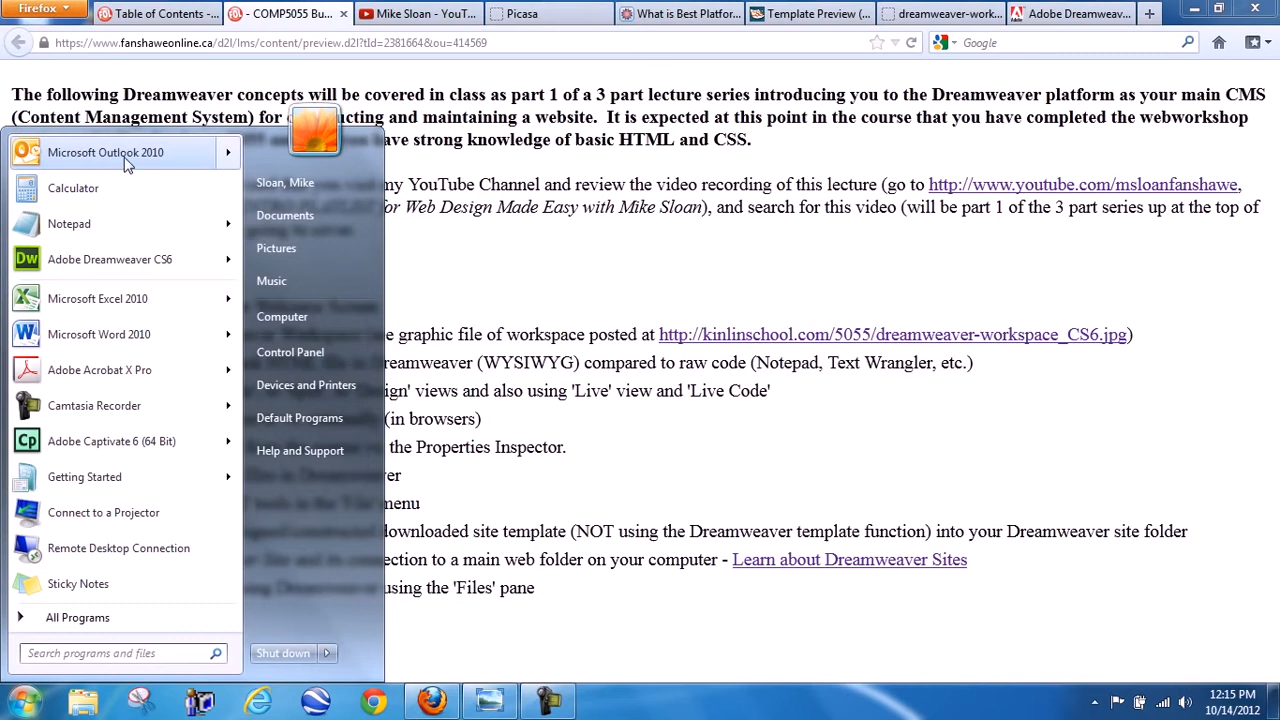 Firefox
Table of Contents -...
- COMP5055 Bu...
Mike Sloan - YouT...
Picasa
What is Best Platfor...
Template Preview (...
dreamweaver-work...
Adobe Dreamweav...
https://www.fanshaweonline.ca/d2l/lms/content/preview.d2l?tId=2381664&ou=414569
Google
The following Dreamweaver concepts will be covered in class as part 1 of a 3 part lecture series introducing you to the Dreamweaver platform as your main CMS
(Content Management System) for co ucting and maintaining a website. It is expected at this point in the course that you have completed the webworkshop
ave strong knowledge of basic HTML and CSS.
my YouTube Channel and review the video recording of this lecture (go to http://www.youtube.com/msloanfanshawe,
for Web Design Made Easy with Mike Sloan), and search for this video (will be part 1 of the 3 part series up at the top of
e graphic file of workspace posted at http://kinlinschool.com/5055/dreamweaver-workspace_CS6.jpg)
Dreamweaver (WYSIWYG) compared to raw code (Notepad, Text Wrangler, etc.)
ign' views and also using 'Live' view and 'Live Code'
(in browsers)
the Properties Inspector.
er
menu
downloaded site template (NOT using the Dreamweaver template function) into your Dreamweaver site folder
connection to a main web folder on your computer - Learn about Dreamweaver Sites
using the 'Files' pane
Microsoft Outlook 2010
Calculator
Notepad
Adobe Dreamweaver CS6
Microsoft Excel 2010
Microsoft Word 2010
Adobe Acrobat X Pro
Camtasia Recorder
Adobe Captivate 6 (64 Bit)
Getting Started
Connect to a Projector
Remote Desktop Connection
Sticky Notes
All Programs
Search programs and files
Sloan, Mike
Documents
Pictures
Music
Computer
Control Panel
Devices and Printers
Default Programs
Help and Support
Shut down
12:15 PM
10/14/2012